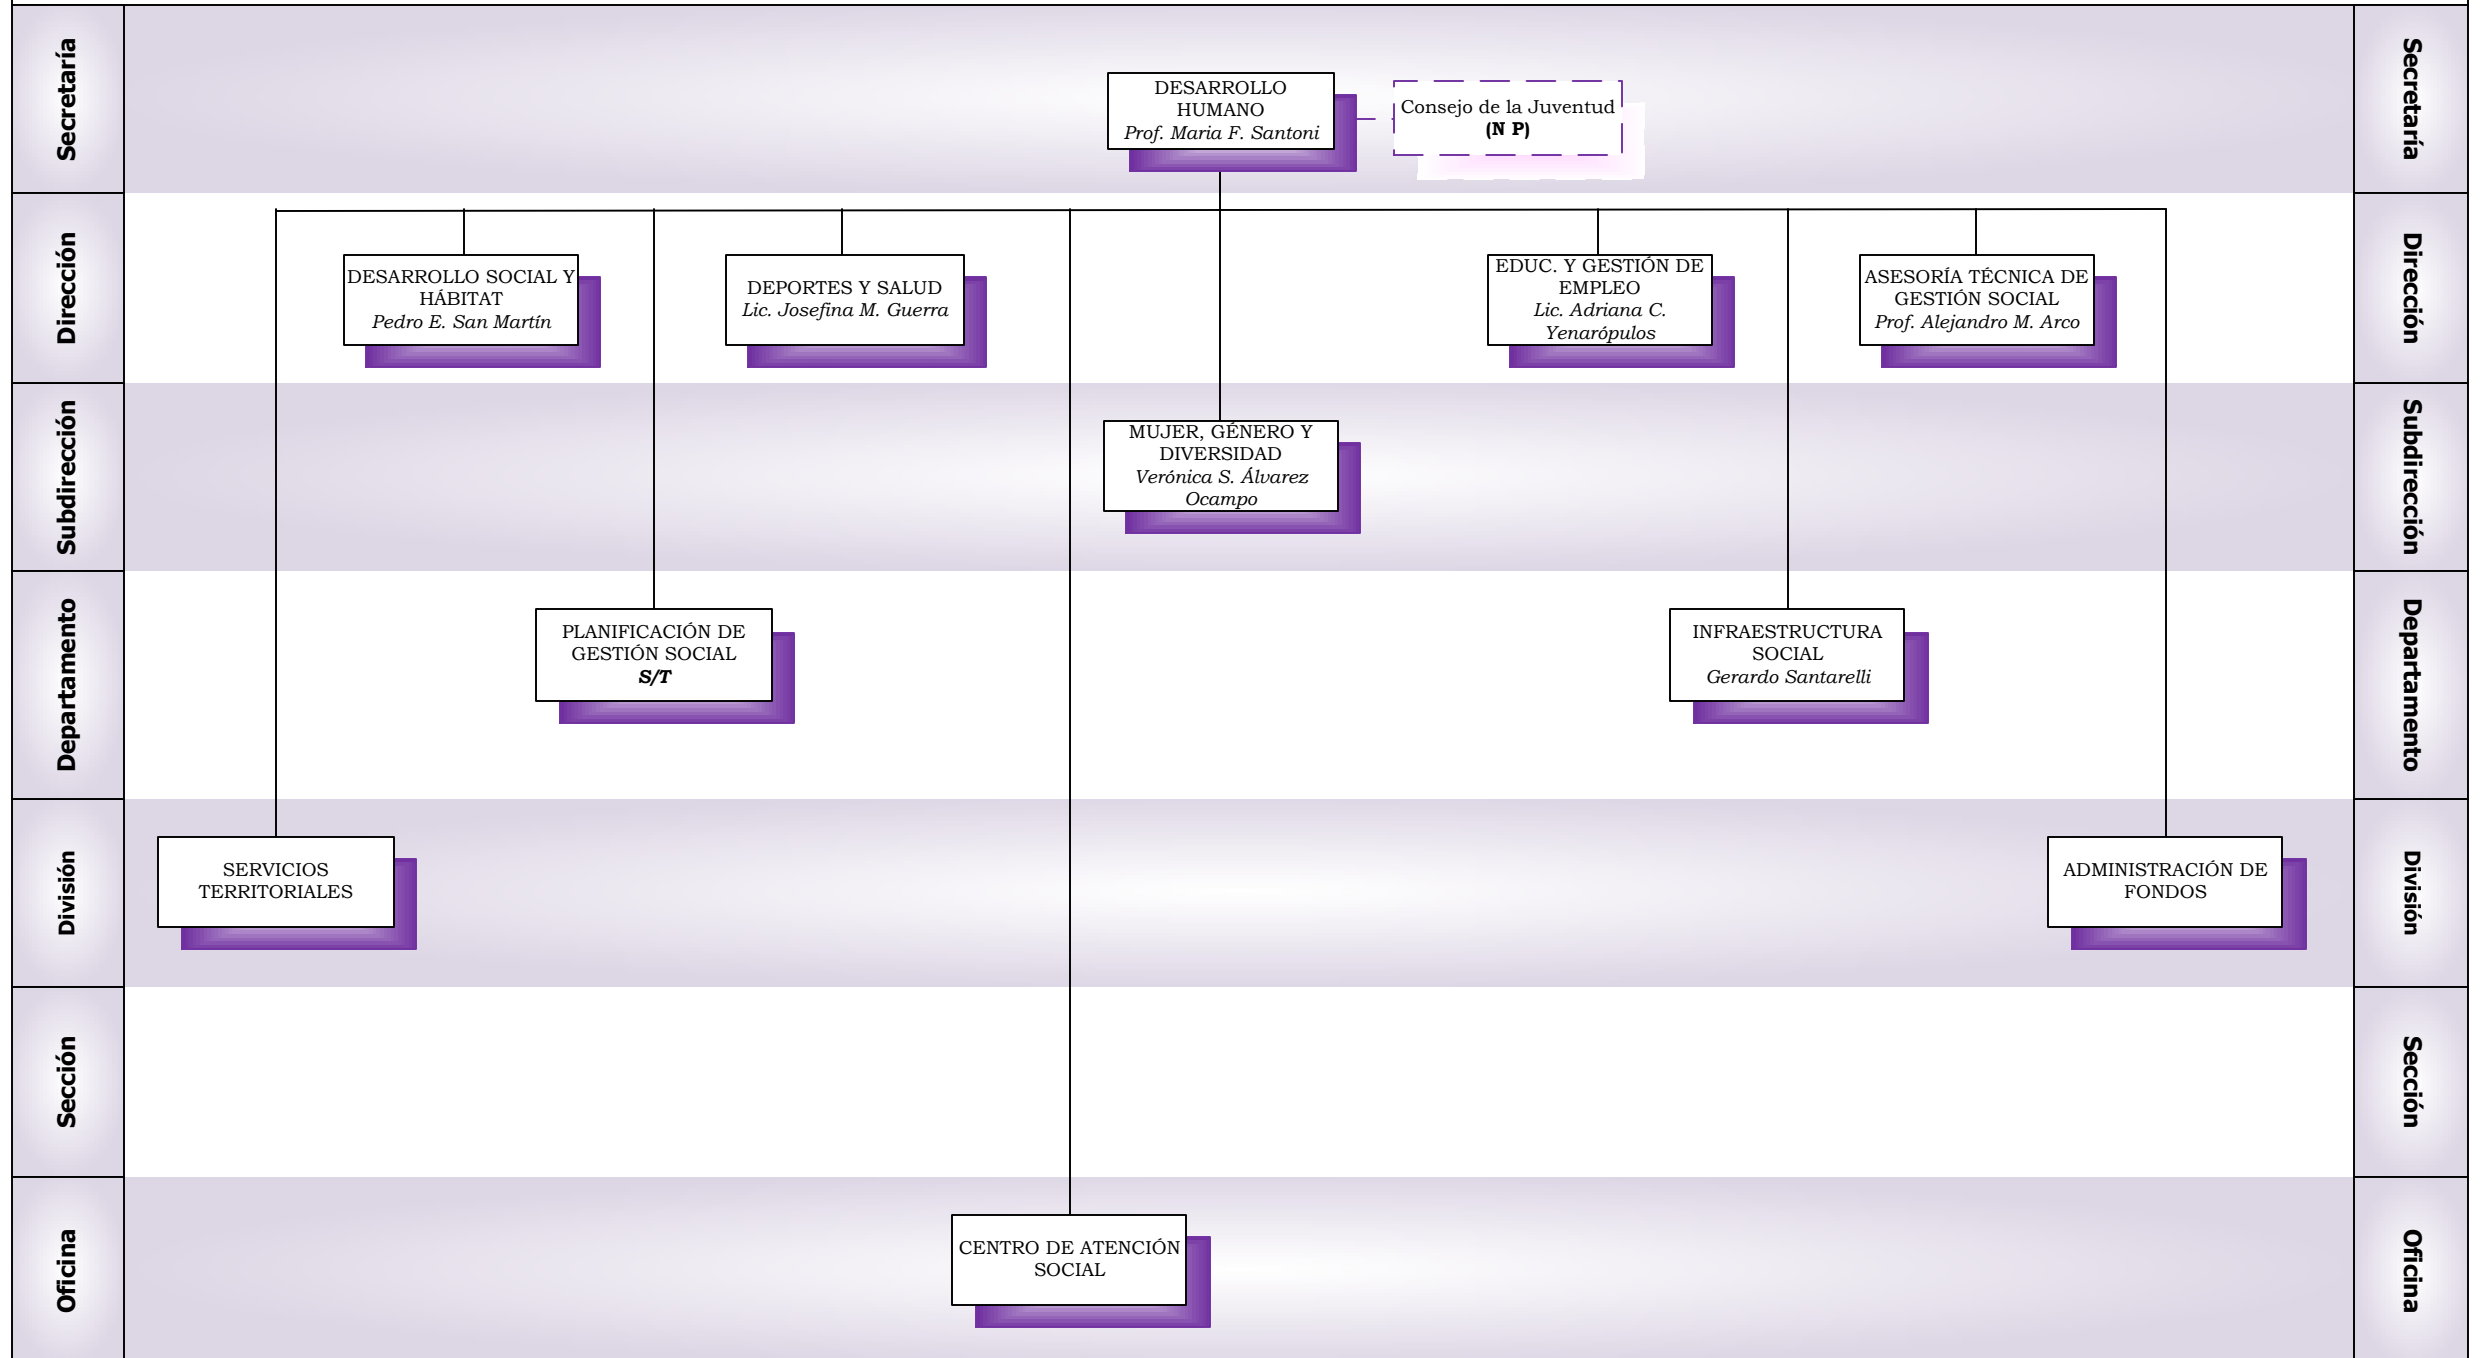 Secretaría
DESARROLLO
HUMANO
Prof. Maria F. Santoni
Consejo de la Juventud
(N P)
Secretaría
Dirección
DESARROLLO SOCIAL Y
HÁBITAT
Pedro E. San Martín
DEPORTES Y SALUD
Lic. Josefina M. Guerra
EDUC. Y GESTIÓN DE
EMPLEO
Lic. Adriana C.
Yenarópulos
ASESORÍA TÉCNICA DE
GESTIÓN SOCIAL
Prof. Alejandro M. Arco
Dirección
Subdirección
MUJER, GÉNERO Y
DIVERSIDAD
Verónica S. Álvarez
Ocampo
Subdirección
Departamento
PLANIFICACIÓN DE
GESTIÓN SOCIAL
S/T
INFRAESTRUCTURA
SOCIAL
Gerardo Santarelli
Departamento
División
SERVICIOS
TERRITORIALES
ADMINISTRACIÓN DE
FONDOS
División
Sección
Sección
Oficina
CENTRO DE ATENCIÓN
SOCIAL
Oficina